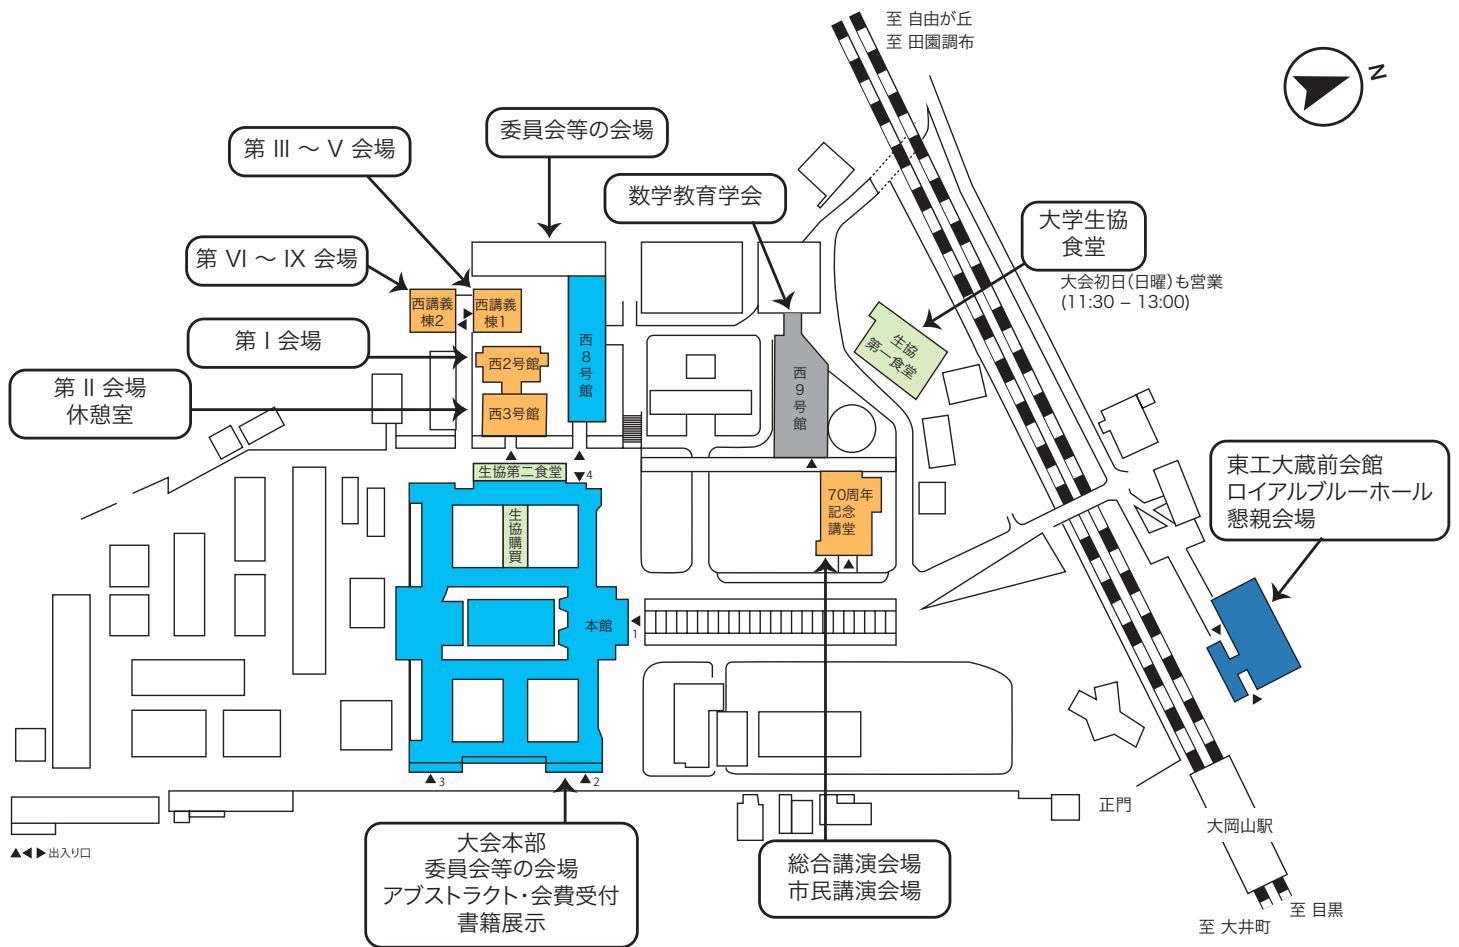 至 自由が丘
至 田園調布
N
委員会等の会場
第 III ～ V 会場
数学教育学会
大学生協
食堂
大会初日(日曜)も営業
(11:30 – 13:00)
第 VI ～ IX 会場
西講義
棟2
西講義
棟1
第 I 会場
西2号館
西8号館
生協
第一食堂
西9号館
第 II 会場
休憩室
西3号館
東工大蔵前会館
ロイアルブルーホール
懇親会場
生協第二食堂
4
70周年
記念
講堂
生協購買
本館
1
3
2
正門
大岡山駅
▲◀ ▶ 出入り口
大会本部
委員会等の会場
アブストラクト・会費受付
書籍展示
総合講演会場
市民講演会場
至 目黒
至 大井町